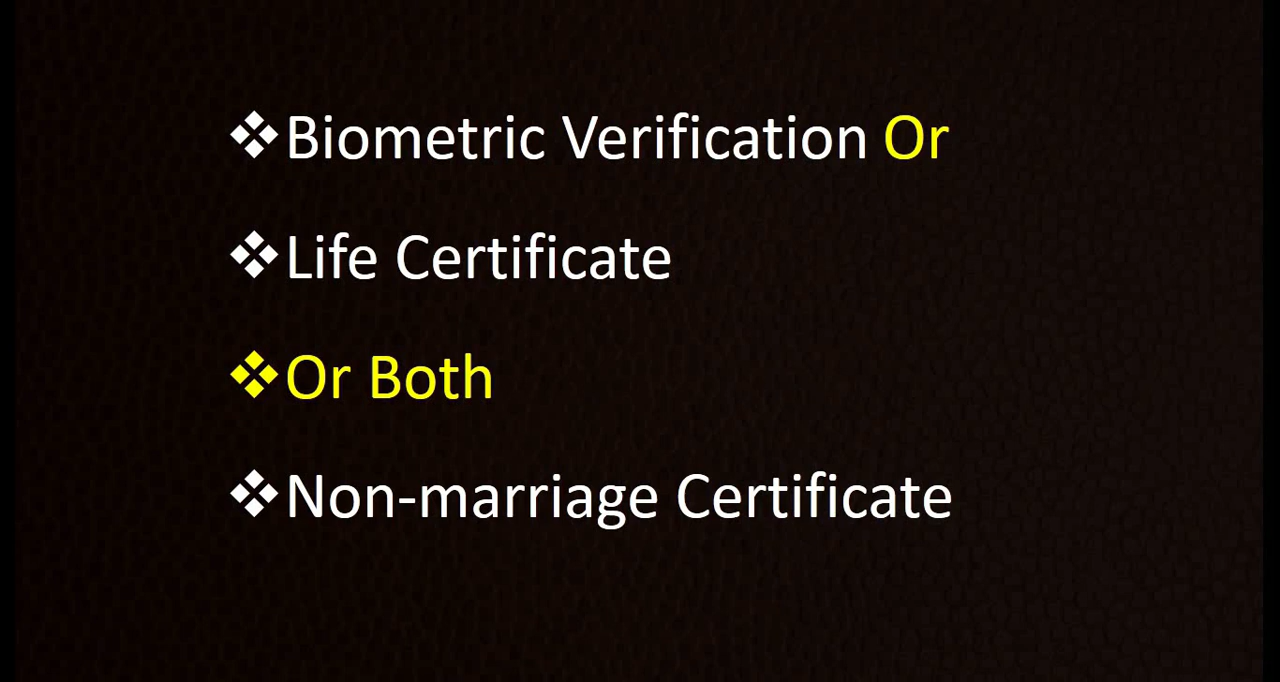 ❖Biometric Verification Or
❖Life Certificate
❖Or Both
❖Non-marriage Certificate